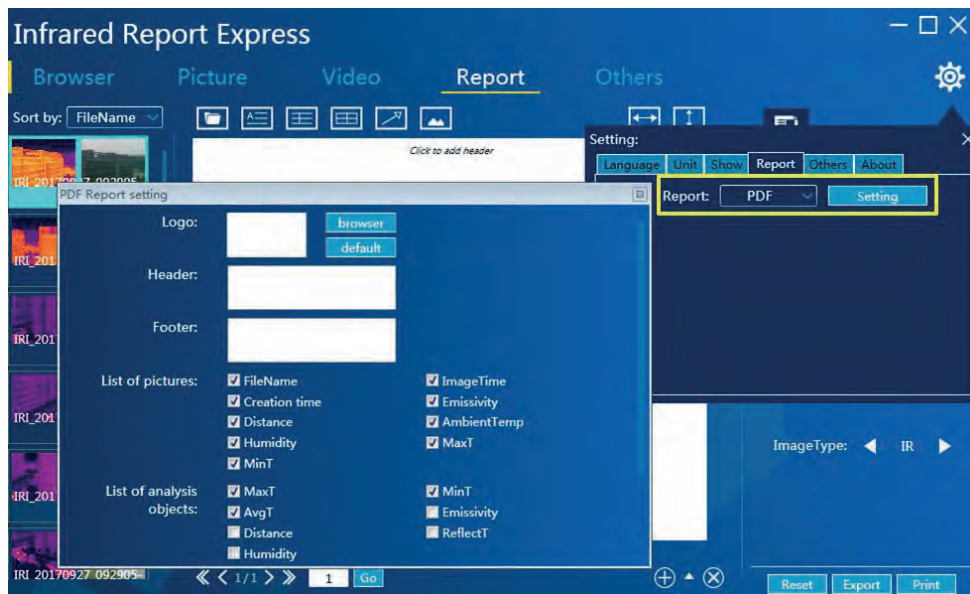 Infrared Report Express
Browser Picture Video Report Others
Sort by: FileName
Click to add header
Setting:
Language Unit Show Report Others About
Report: PDF Setting
PDF Report setting
Logo: browser
default
IRI_201
Header:
Footer:
IRI_201
List of pictures: FileName ImageTime
Creation time Emissivity
Distance AmbientTemp
IRI_201
Humidity MaxT
MinT
ImageType: IR
List of analysis objects: MaxT MinT
IRI_201
AvgT Emissivity
Distance ReflectT
Humidity
IRI_20170927_092905-
1/1 1 Go
Reset Export Print